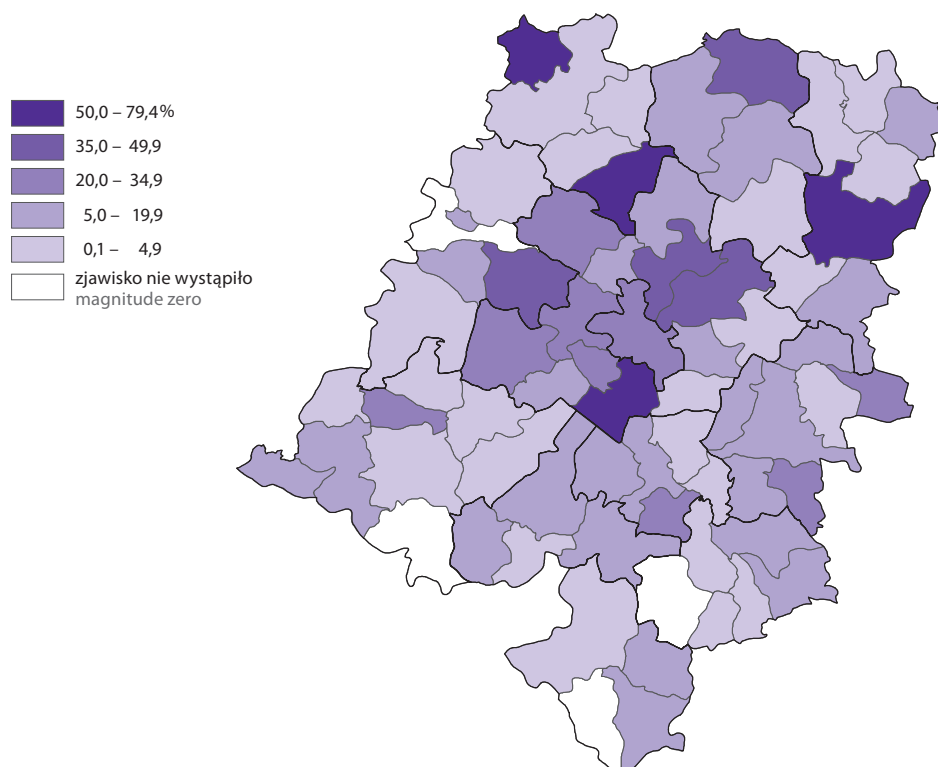 50,0 – 79,4%
35,0 – 49,9
20,0 – 34,9
5,0 – 19,9
0,1 – 4,9
zjawisko nie wystąpiło
magnitude zero